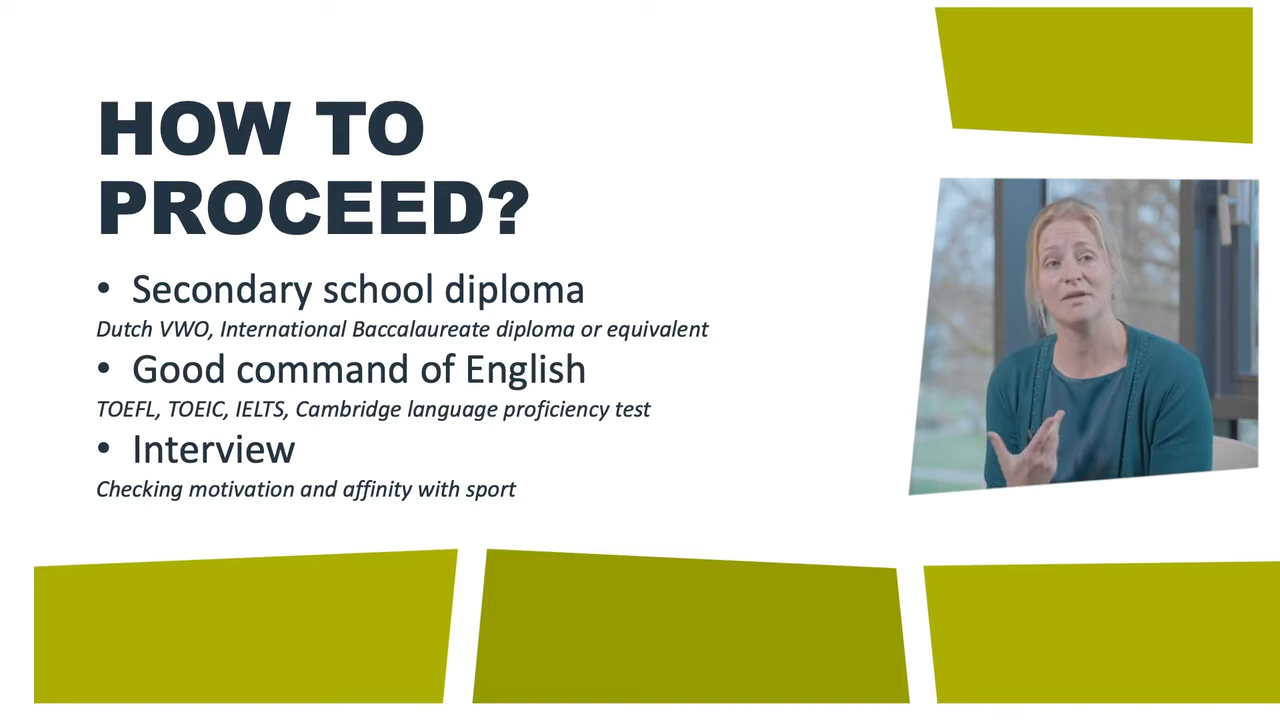 HOW TO
PROCEED?
• Secondary school diploma
Dutch VWO, International Baccalaureate diploma or equivalent
• Good command of English
TOEFL, TOEIC, IELTS, Cambridge language proficiency test
• Interview
Checking motivation and affinity with sport